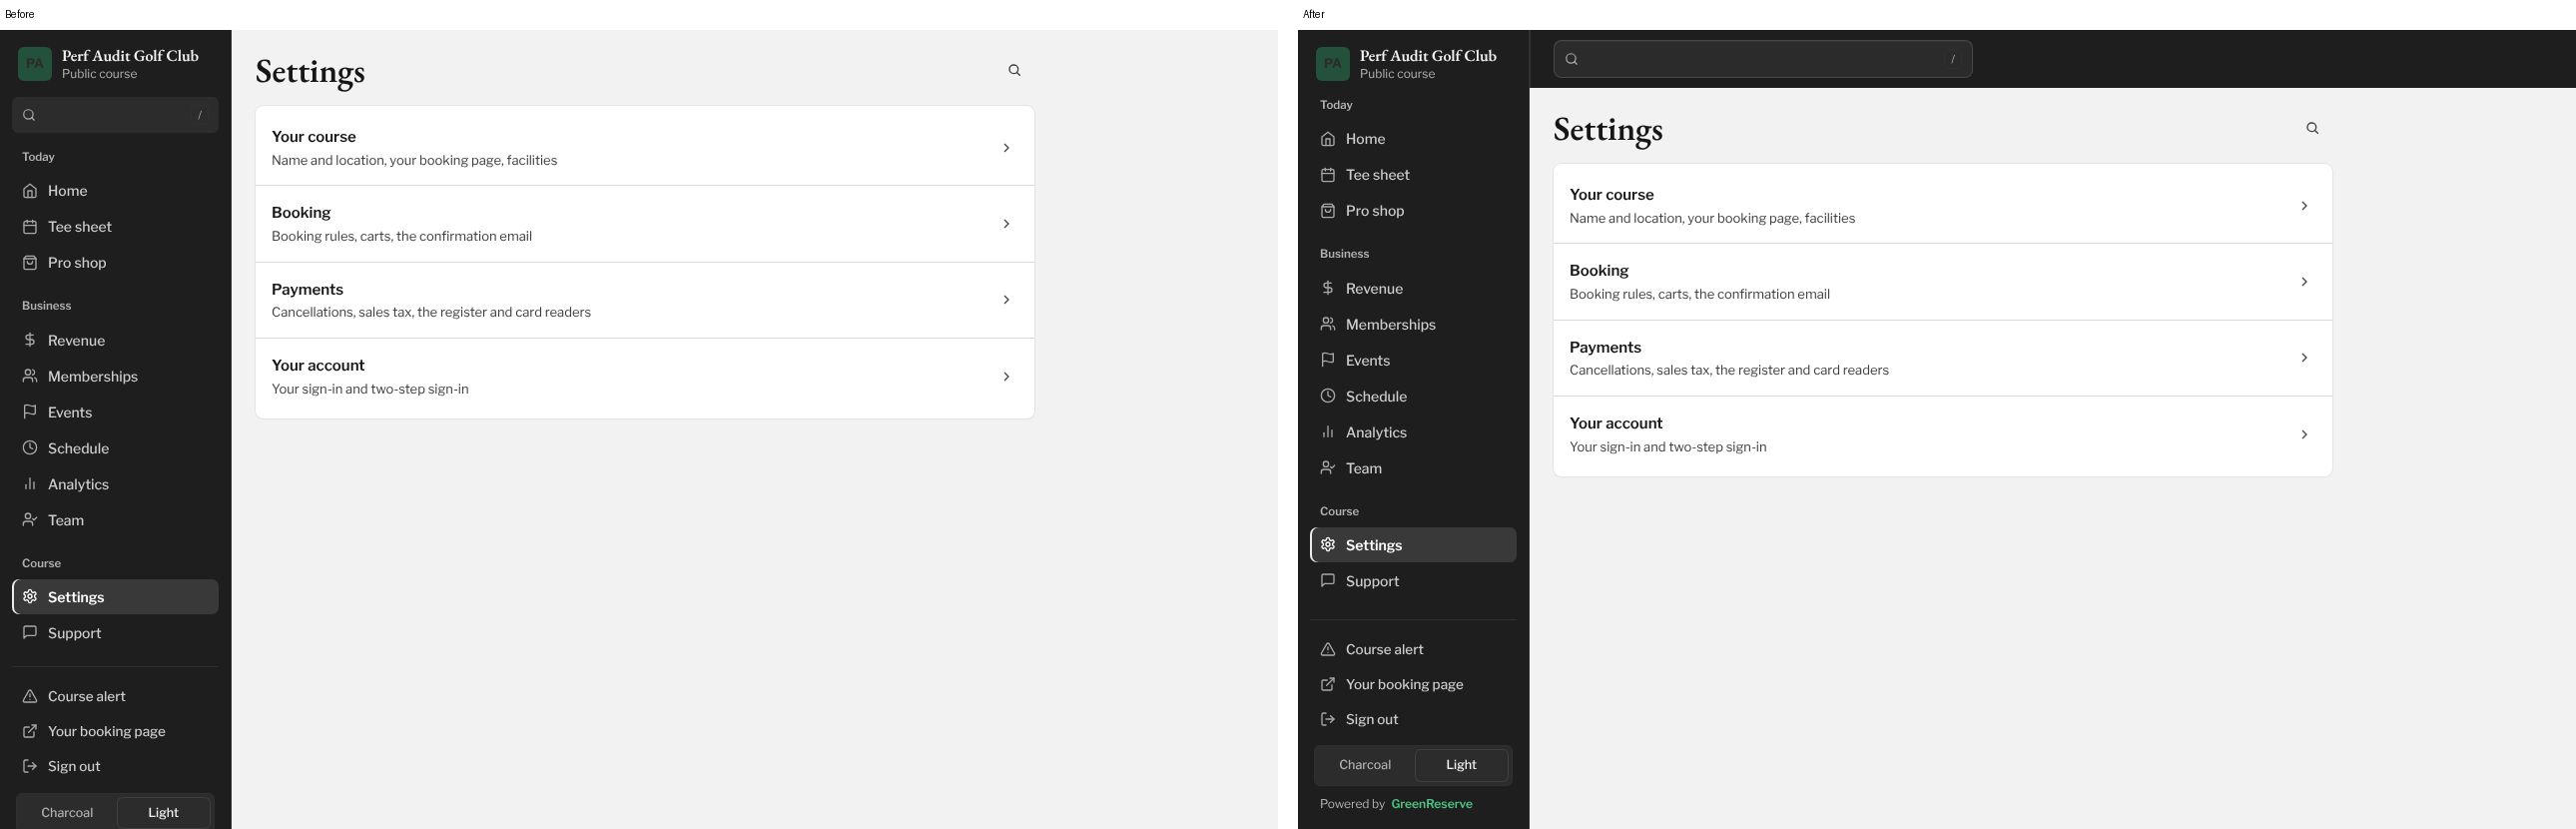 Before
PA
Perf Audit Golf Club
Public course
/
Today
Home
Tee sheet
Pro shop
Business
Revenue
Memberships
Events
Schedule
Analytics
Team
Course
Settings
Support
Course alert
Your booking page
Sign out
Charcoal
Light
Settings
Your course
Name and location, your booking page, facilities
Booking
Booking rules, carts, the confirmation email
Payments
Cancellations, sales tax, the register and card readers
Your account
Your sign-in and two-step sign-in
After
PA
Perf Audit Golf Club
Public course
Today
Home
Tee sheet
Pro shop
Business
Revenue
Memberships
Events
Schedule
Analytics
Team
Course
Settings
Support
Course alert
Your booking page
Sign out
Charcoal
Light
Powered by GreenReserve
/
Settings
Your course
Name and location, your booking page, facilities
Booking
Booking rules, carts, the confirmation email
Payments
Cancellations, sales tax, the register and card readers
Your account
Your sign-in and two-step sign-in